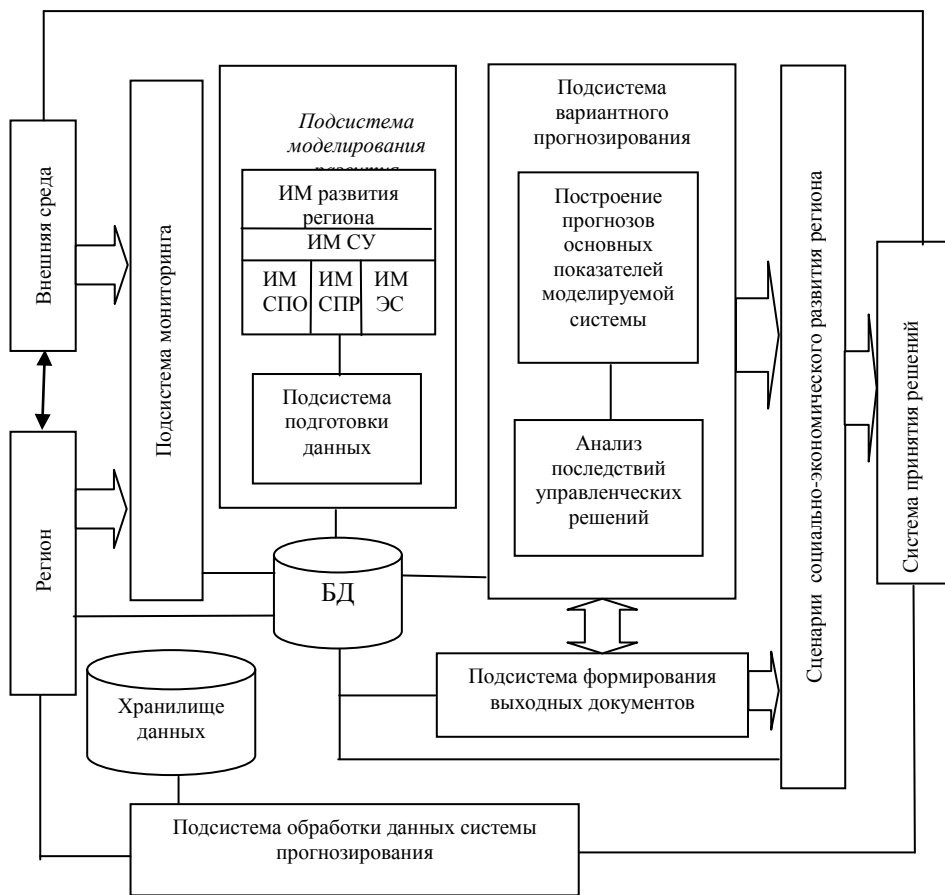 Внешняя среда
Регион
Подсистема мониторинга
Подсистема
моделирования
развития
ИМ развития
региона
ИМ СУ
ИМ
СПО
ИМ
СПР
ИМ
ЭС
Подсистема
подготовки
данных
БД
Хранилище
данных
Подсистема
вариантного
прогнозирования
Построение
прогнозов
основных
показателей
моделируемой
системы
Анализ
последствий
управленческих
решений
Подсистема формирования
выходных документов
Сценарии социально-экономического развития региона
Система принятия решений
Подсистема обработки данных системы
прогнозирования